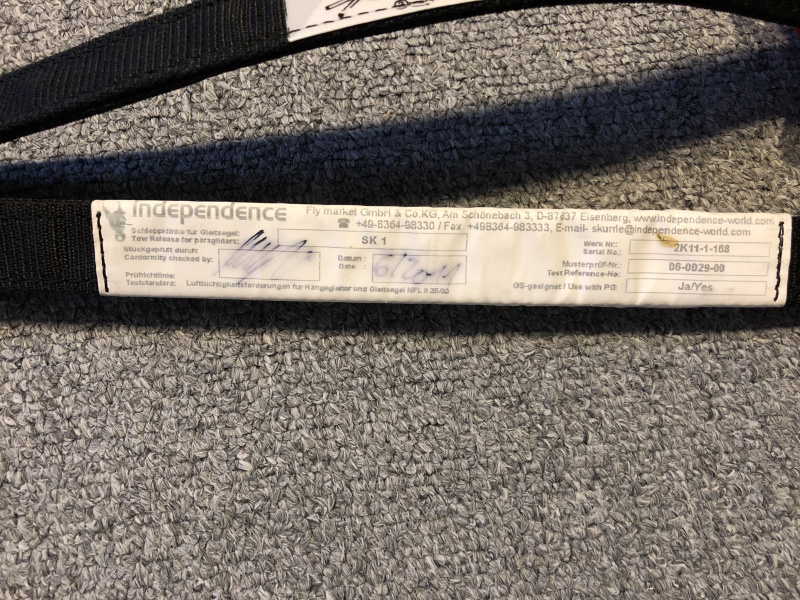 independence
Fly market GmbH & Co.KG, Am Schönebach 3, D-87637 Eisenberg, www.independence-world.com
☎ +49-8364-98330 / Fax +498364-983333, E-mail- skurrle@independence-world.com
Schleppklinke für Gleitsegel:
Tow Release for paragliders:
SK 1
Werk Nr.:
Serial No.:
2K11-1-168
Stückgeprüft durch:
Conformity checked by:
Datum :
Date :
6/2011
Musterprüf-Nr.:
Test Reference-No:
06-0029-00
Prüfrichtlinie:
Teststandard:
Lufttüchtigkeitsforderungen für Hängegleiter und Gleitsegel NFL II 35-03
GS-geeignet / Use with PG:
Ja/Yes